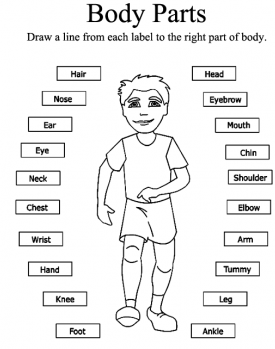 Body Parts
Draw a line from each label to the right part of body.
Hair
Head
Nose
Eyebrow
Ear
Mouth
Eye
Chin
Neck
Shoulder
Chest
Elbow
Wrist
Arm
Hand
Tummy
Knee
Leg
Foot
Ankle